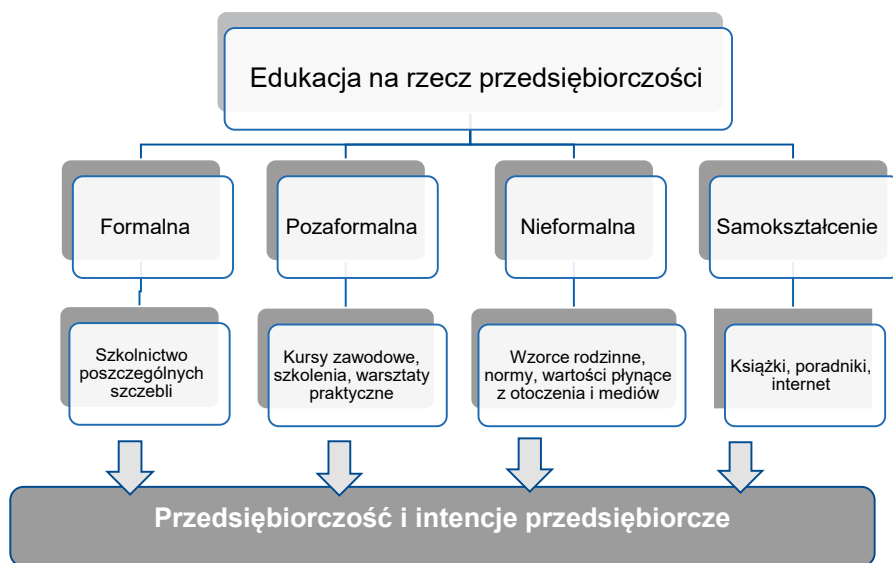 Edukacja na rzecz przedsiębiorczości
Formalna
Pozaformalna
Nieformalna
Samokształcenie
Szkolnictwo
poszczególnych
szczebli
Kursy zawodowe,
szkolenia, warsztaty
praktyczne
Wzorce rodzinne,
normy, wartości płynące
z otoczenia i mediów
Książki, poradniki,
internet
Przedsiębiorczość i intencje przedsiębiorcze